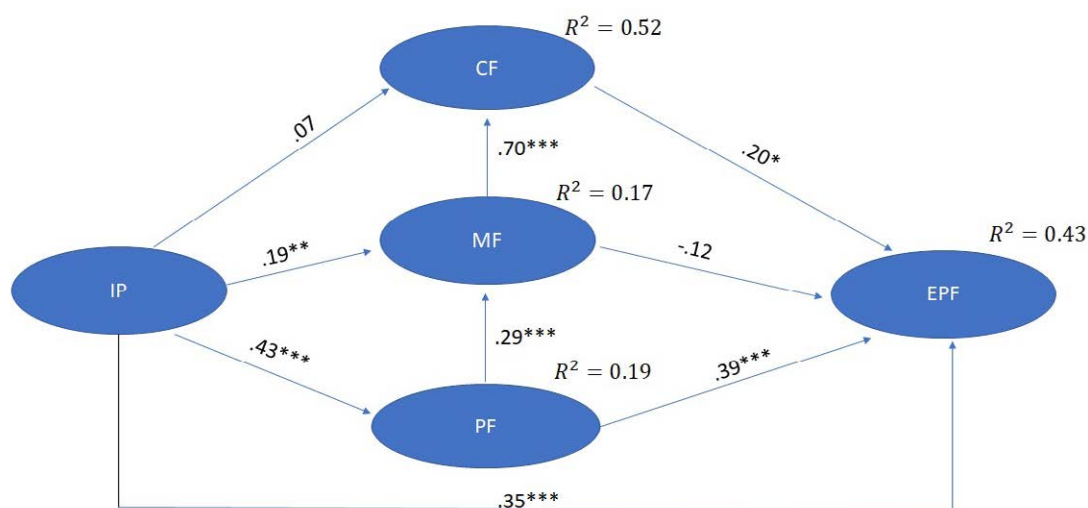 R² = 0.52
CF
.07
.20*
.70***
R² = 0.17
MF
.19**
-.12
R² = 0.43
IP
EPF
.29***
.43***
R² = 0.19
.39***
PF
.35***